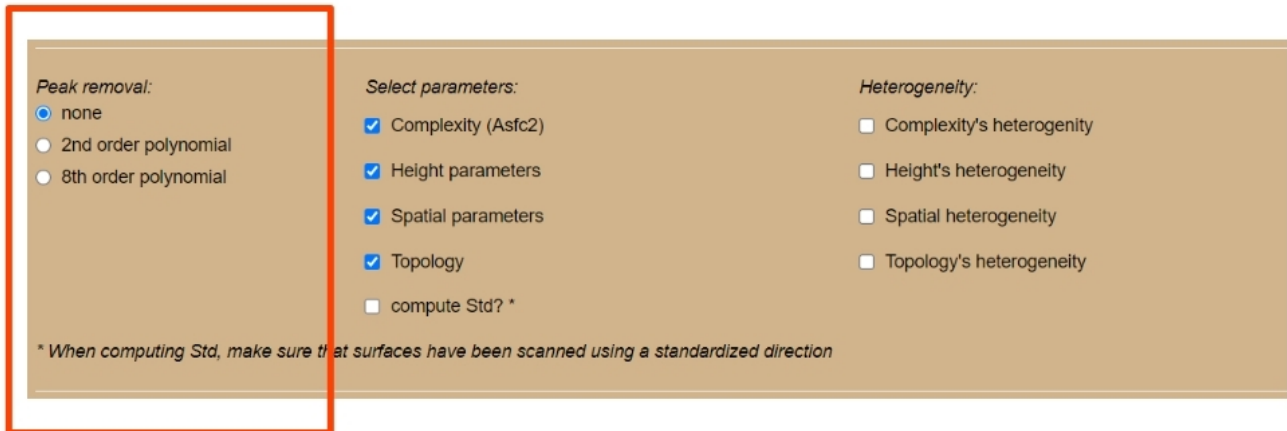 Peak removal:
none
2nd order polynomial
8th order polynomial
Select parameters:
Complexity (Asfc2)
Height parameters
Spatial parameters
Topology
compute Std? *
Heterogeneity:
Complexity's heterogenity
Height's heterogeneity
Spatial heterogeneity
Topology's heterogeneity
* When computing Std, make sure that surfaces have been scanned using a standardized direction